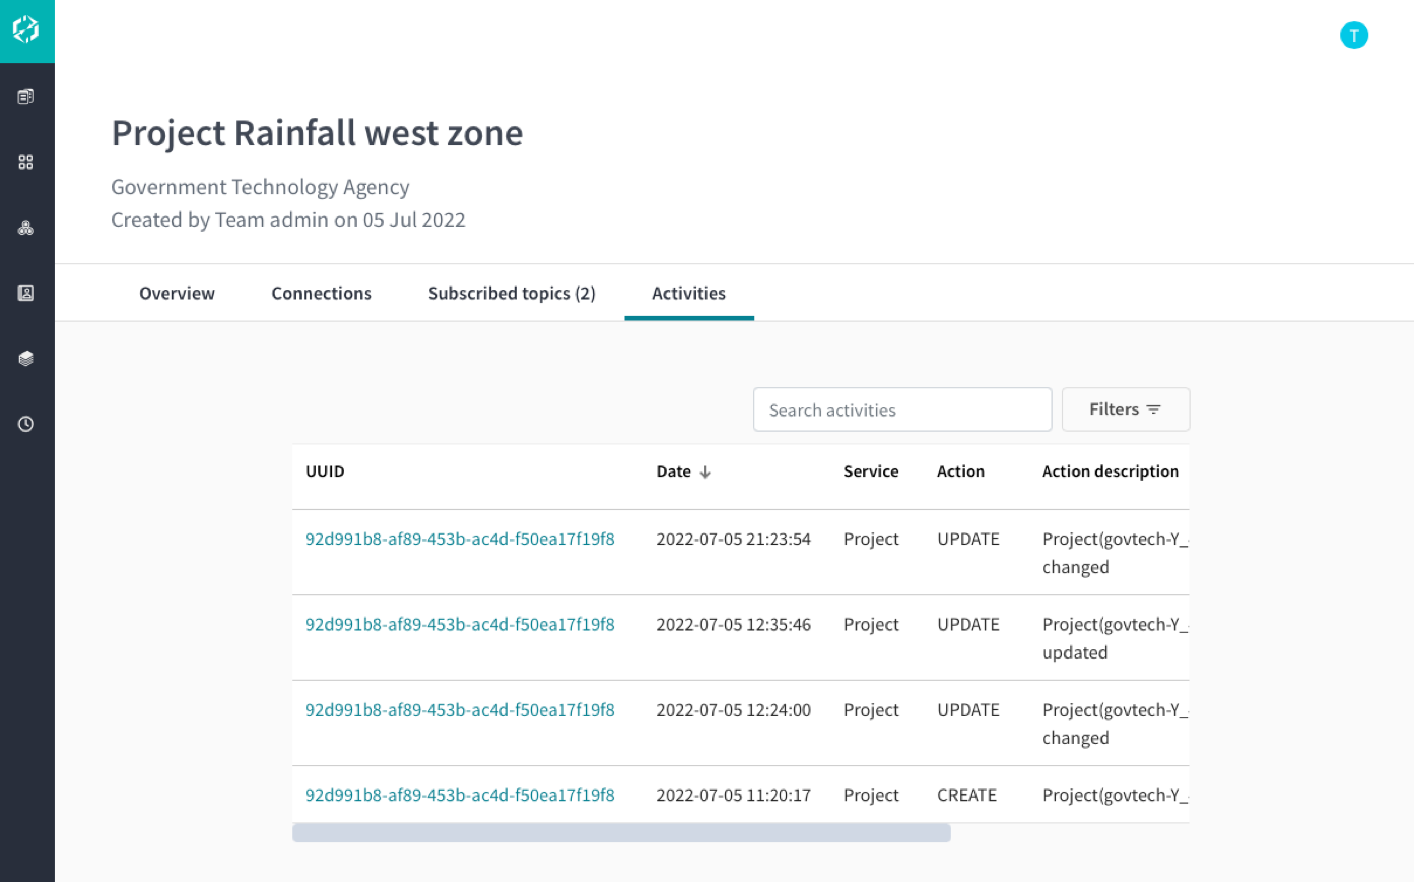 T
Project Rainfall west zone
Government Technology Agency
Created by Team admin on 05 Jul 2022
Overview Connections Subscribed topics (2) Activities
Search activities Filters
UUID Date Service Action Action description
92d991b8-af89-453b-ac4d-f50ea17f19f8 2022-07-05 21:23:54 Project UPDATE Project(govtech-Y_
changed
92d991b8-af89-453b-ac4d-f50ea17f19f8 2022-07-05 12:35:46 Project UPDATE Project(govtech-Y_
updated
92d991b8-af89-453b-ac4d-f50ea17f19f8 2022-07-05 12:24:00 Project UPDATE Project(govtech-Y_
changed
92d991b8-af89-453b-ac4d-f50ea17f19f8 2022-07-05 11:20:17 Project CREATE Project(govtech-Y_